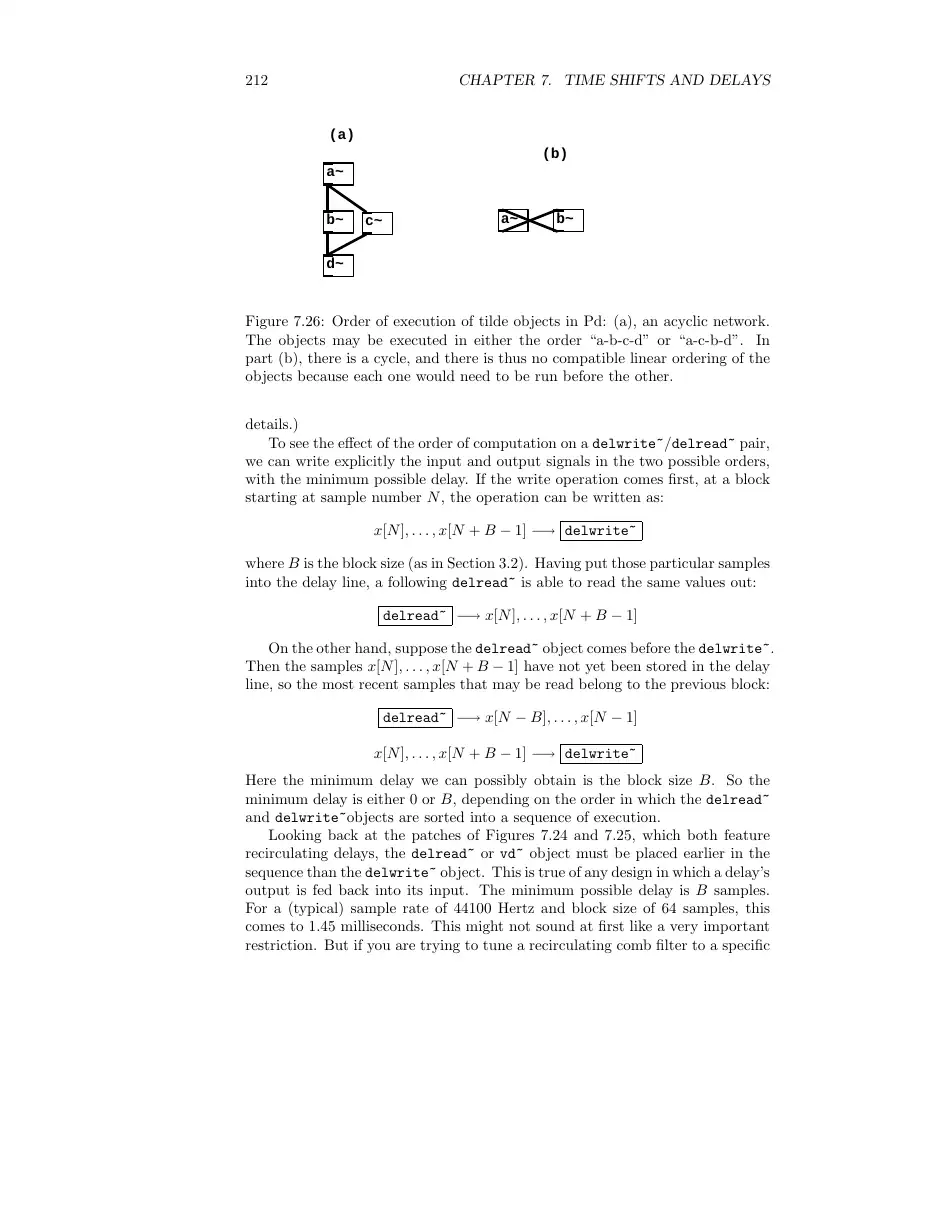 212 CHAPTER 7. TIME SHIFTS AND DELAYS
(a)
(b)
a~
b~ c~
a~ b~
d~
Figure 7.26: Order of execution of tilde objects in Pd: (a), an acyclic network.
The objects may be executed in either the order “a-b-c-d” or “a-c-b-d”. In
part (b), there is a cycle, and there is thus no compatible linear ordering of the
objects because each one would need to be run before the other.
details.)
To see the effect of the order of computation on a delwrite~/delread~ pair,
we can write explicitly the input and output signals in the two possible orders,
with the minimum possible delay. If the write operation comes first, at a block
starting at sample number N, the operation can be written as:
x[N], . . . , x[N + B − 1] −→ delwrite~
where B is the block size (as in Section 3.2). Having put those particular samples
into the delay line, a following delread~ is able to read the same values out:
delread~ −→ x[N], . . . , x[N + B − 1]
On the other hand, suppose the delread~ object comes before the delwrite~.
Then the samples x[N], . . . , x[N + B − 1] have not yet been stored in the delay
line, so the most recent samples that may be read belong to the previous block:
delread~ −→ x[N − B], . . . , x[N − 1]
x[N], . . . , x[N + B − 1] −→ delwrite~
Here the minimum delay we can possibly obtain is the block size B. So the
minimum delay is either 0 or B, depending on the order in which the delread~
and delwrite~objects are sorted into a sequence of execution.
Looking back at the patches of Figures 7.24 and 7.25, which both feature
recirculating delays, the delread~ or vd~ object must be placed earlier in the
sequence than the delwrite~ object. This is true of any design in which a delay’s
output is fed back into its input. The minimum possible delay is B samples.
For a (typical) sample rate of 44100 Hertz and block size of 64 samples, this
comes to 1.45 milliseconds. This might not sound at first like a very important
restriction. But if you are trying to tune a recirculating comb filter to a specific